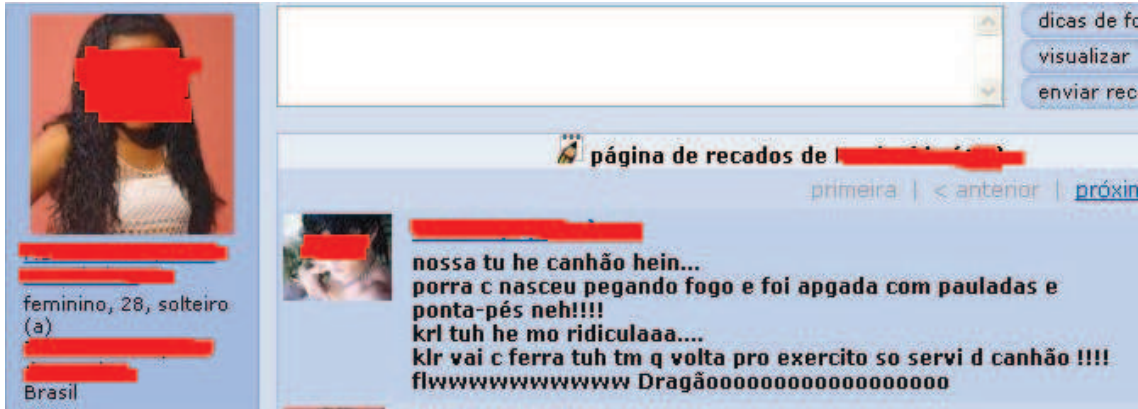 dicas de fo
visualizar
enviar rec
página de recados de
primeira | < anterior | próxin
feminino, 28, solteiro
(a)
Brasil
nossa tu he canhão hein...
porra c nasceu pegando fogo e foi apgada com pauladas e
ponta-pés neh!!!!
krl tuh he mo ridiculaaa....
klr vai c ferra tuh tm q volta pro exercito so servi d canhão !!!!
flwwwwwwwwwww Dragãooooooooooooooooooo